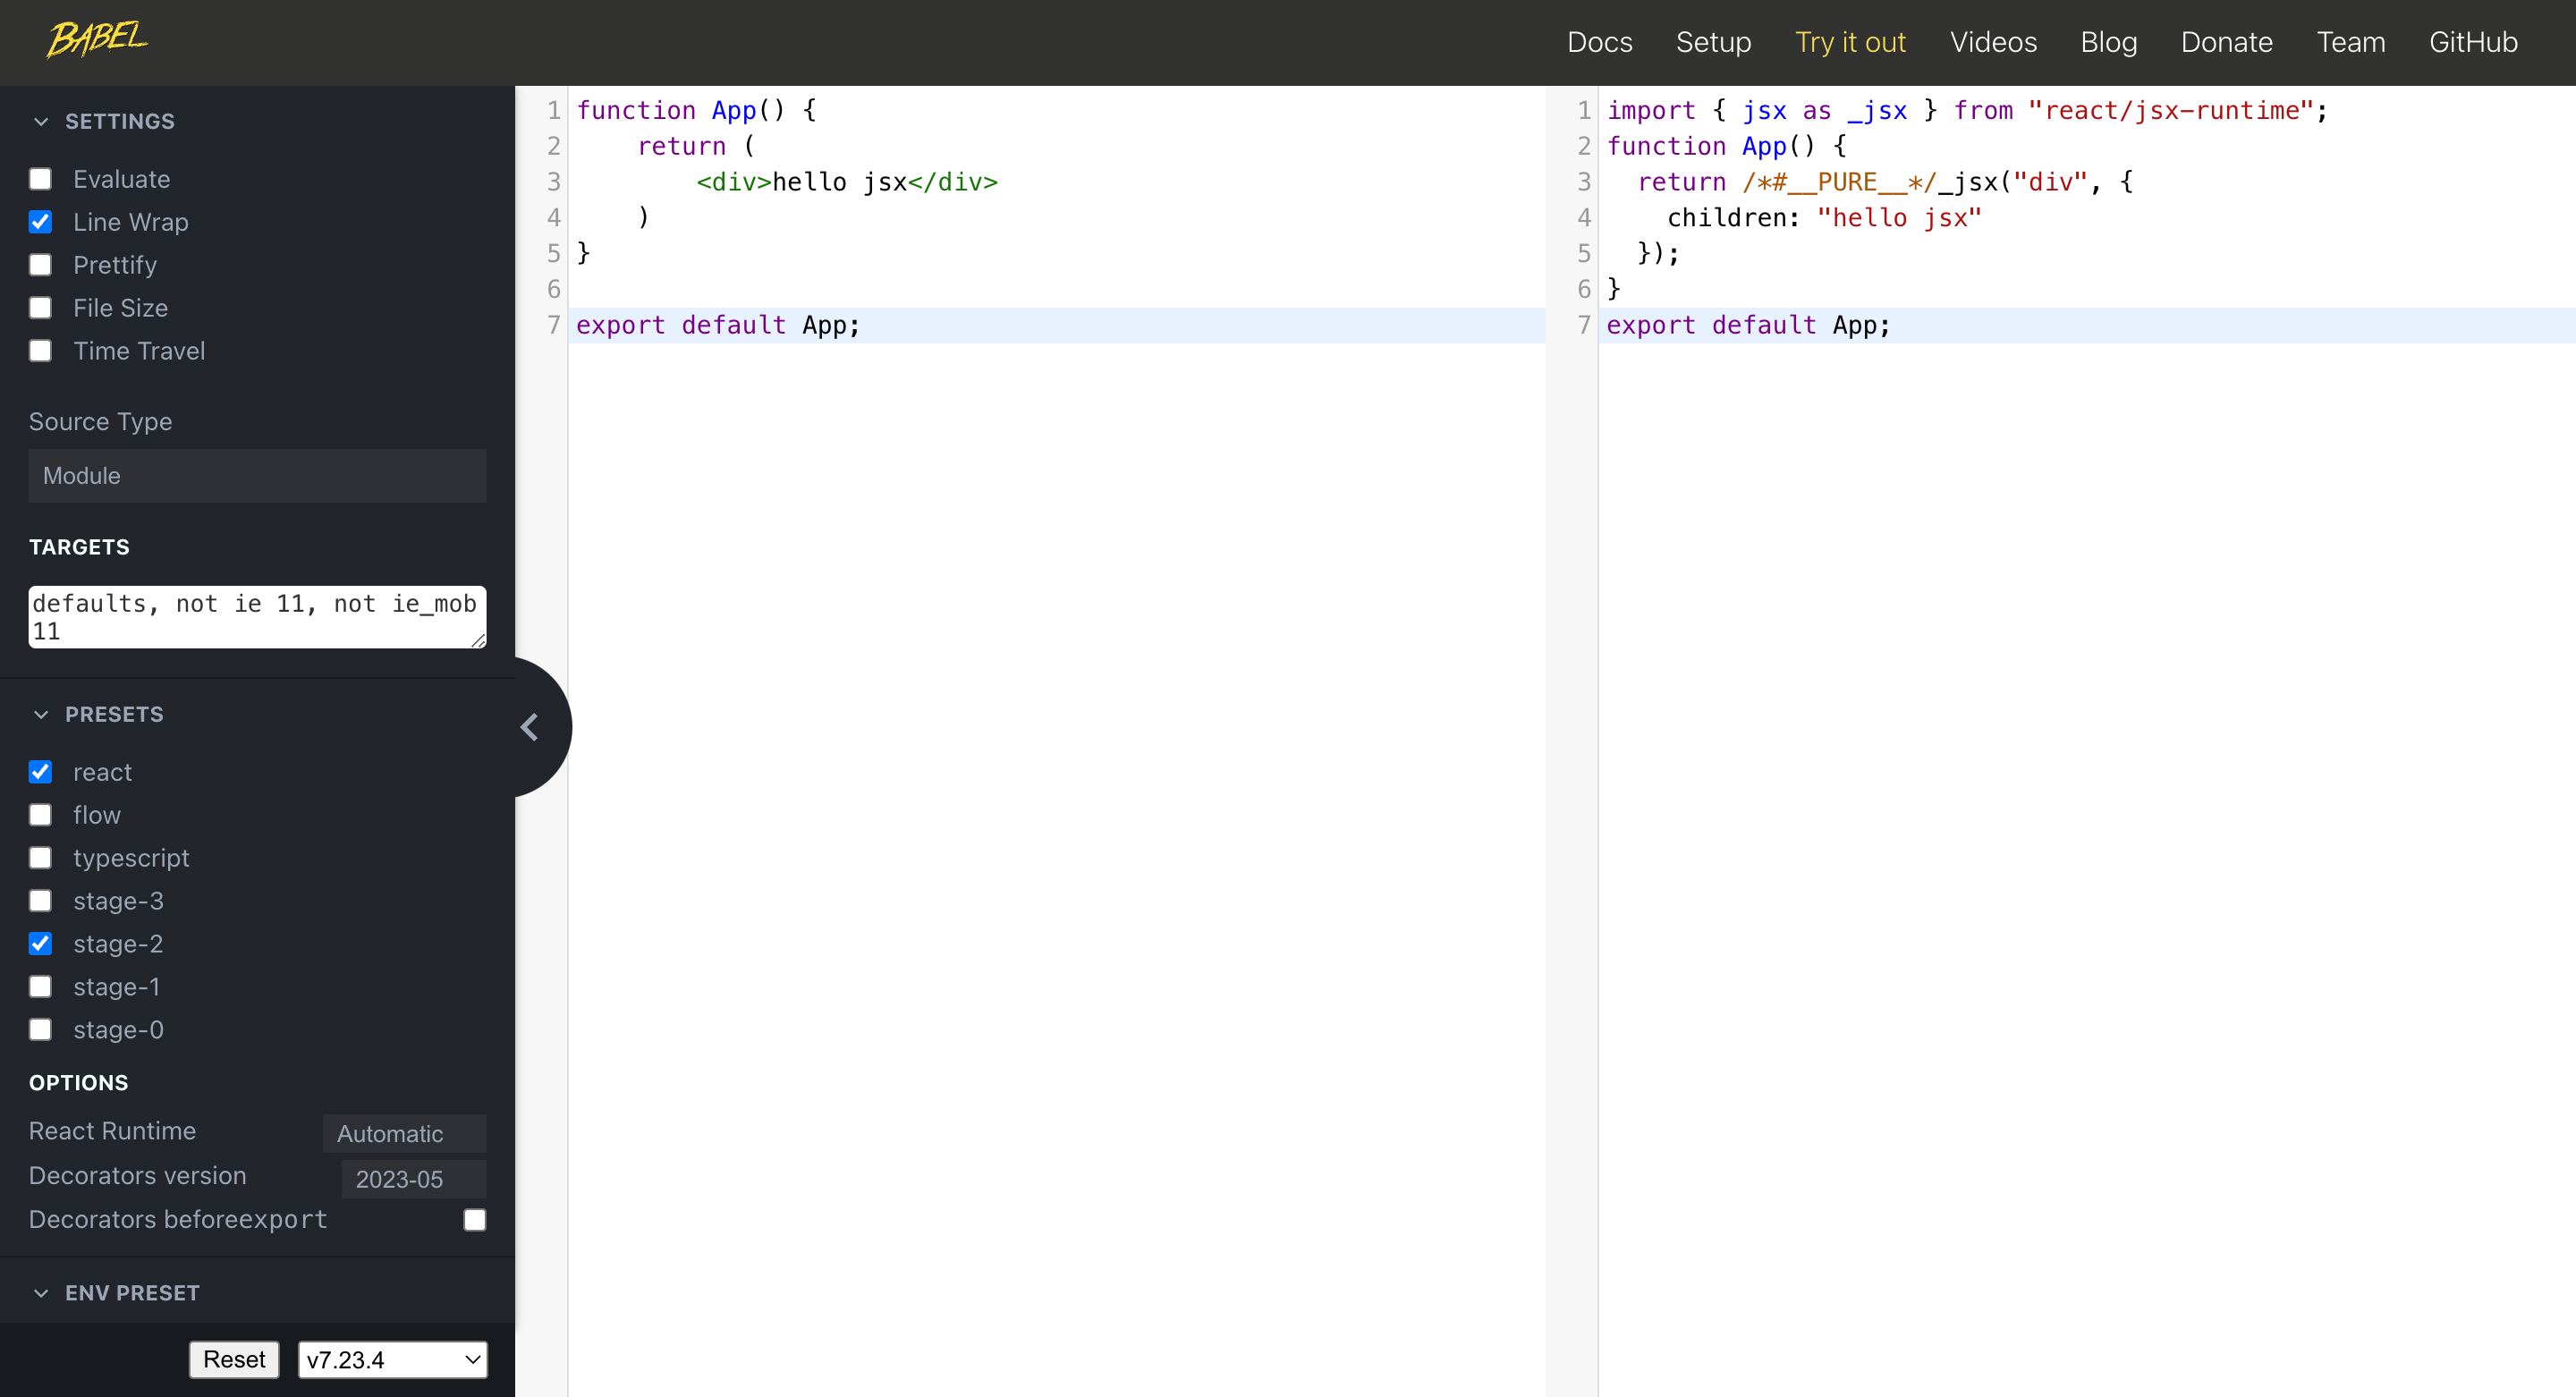 BABEL
Docs Setup Try it out Videos Blog Donate Team GitHub
SETTINGS
Evaluate
Line Wrap
Prettify
File Size
Time Travel
Source Type
Module
TARGETS
defaults, not ie 11, not ie_mob
11
PRESETS
react
flow
typescript
stage-3
stage-2
stage-1
stage-0
OPTIONS
React Runtime Automatic
Decorators version 2023-05
Decorators beforeexport
ENV PRESET
Reset v7.23.4
1 function App() {
2     return (
3         <div>hello jsx</div>
4     )
5 }
6
7 export default App;
1 import { jsx as _jsx } from "react/jsx-runtime";
2 function App() {
3   return /*#__PURE__*/_jsx("div", {
4     children: "hello jsx"
5   });
6 }
7 export default App;